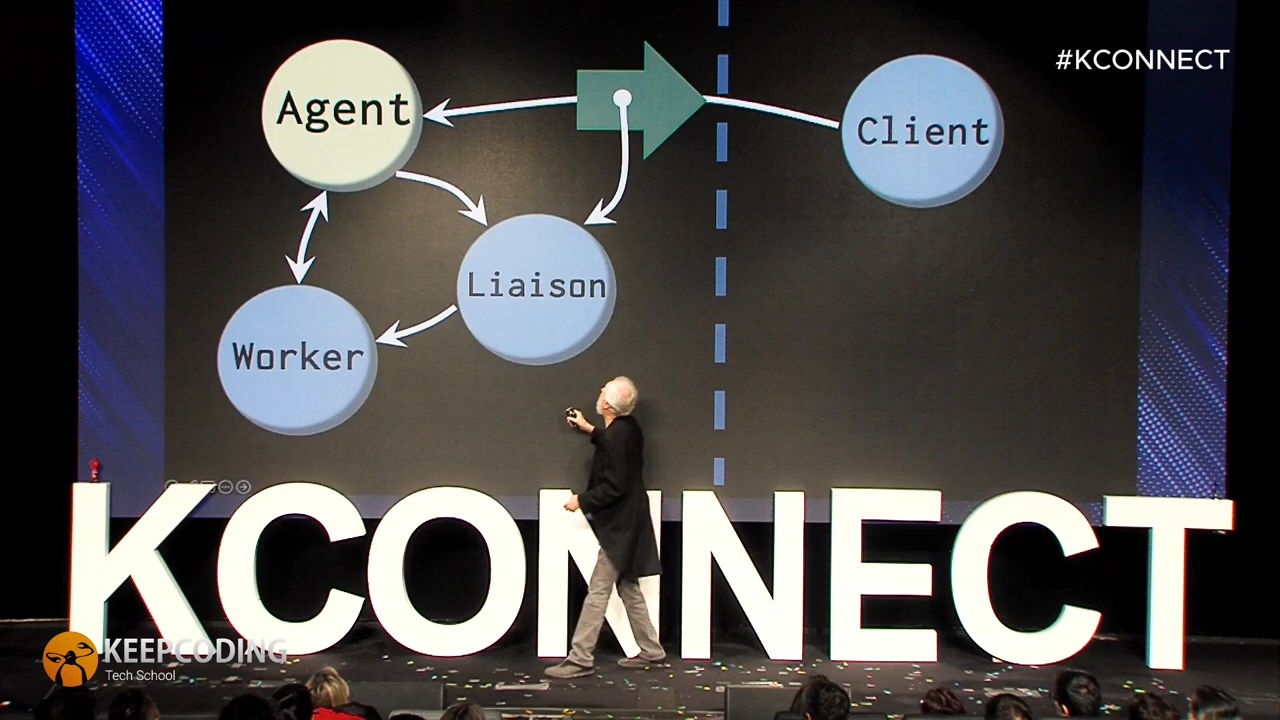 #KCONNECT
Agent
Client
Liaison
Worker
KCONNECT
KEEPCODING
Tech School